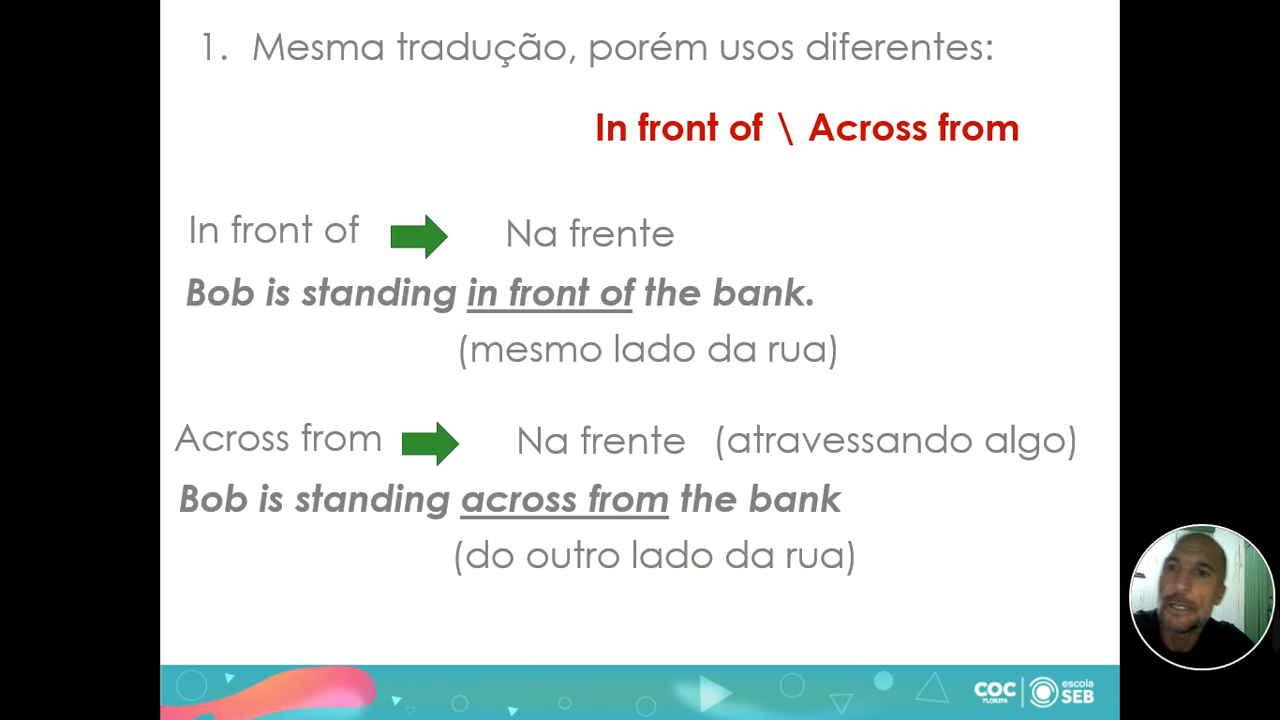 1. Mesma tradução, porém usos diferentes:
In front of \ Across from
In front of Na frente
Bob is standing in front of the bank.
(mesmo lado da rua)
Across from Na frente (atravessando algo)
Bob is standing across from the bank
(do outro lado da rua)
COC FLORIPA escola SEB